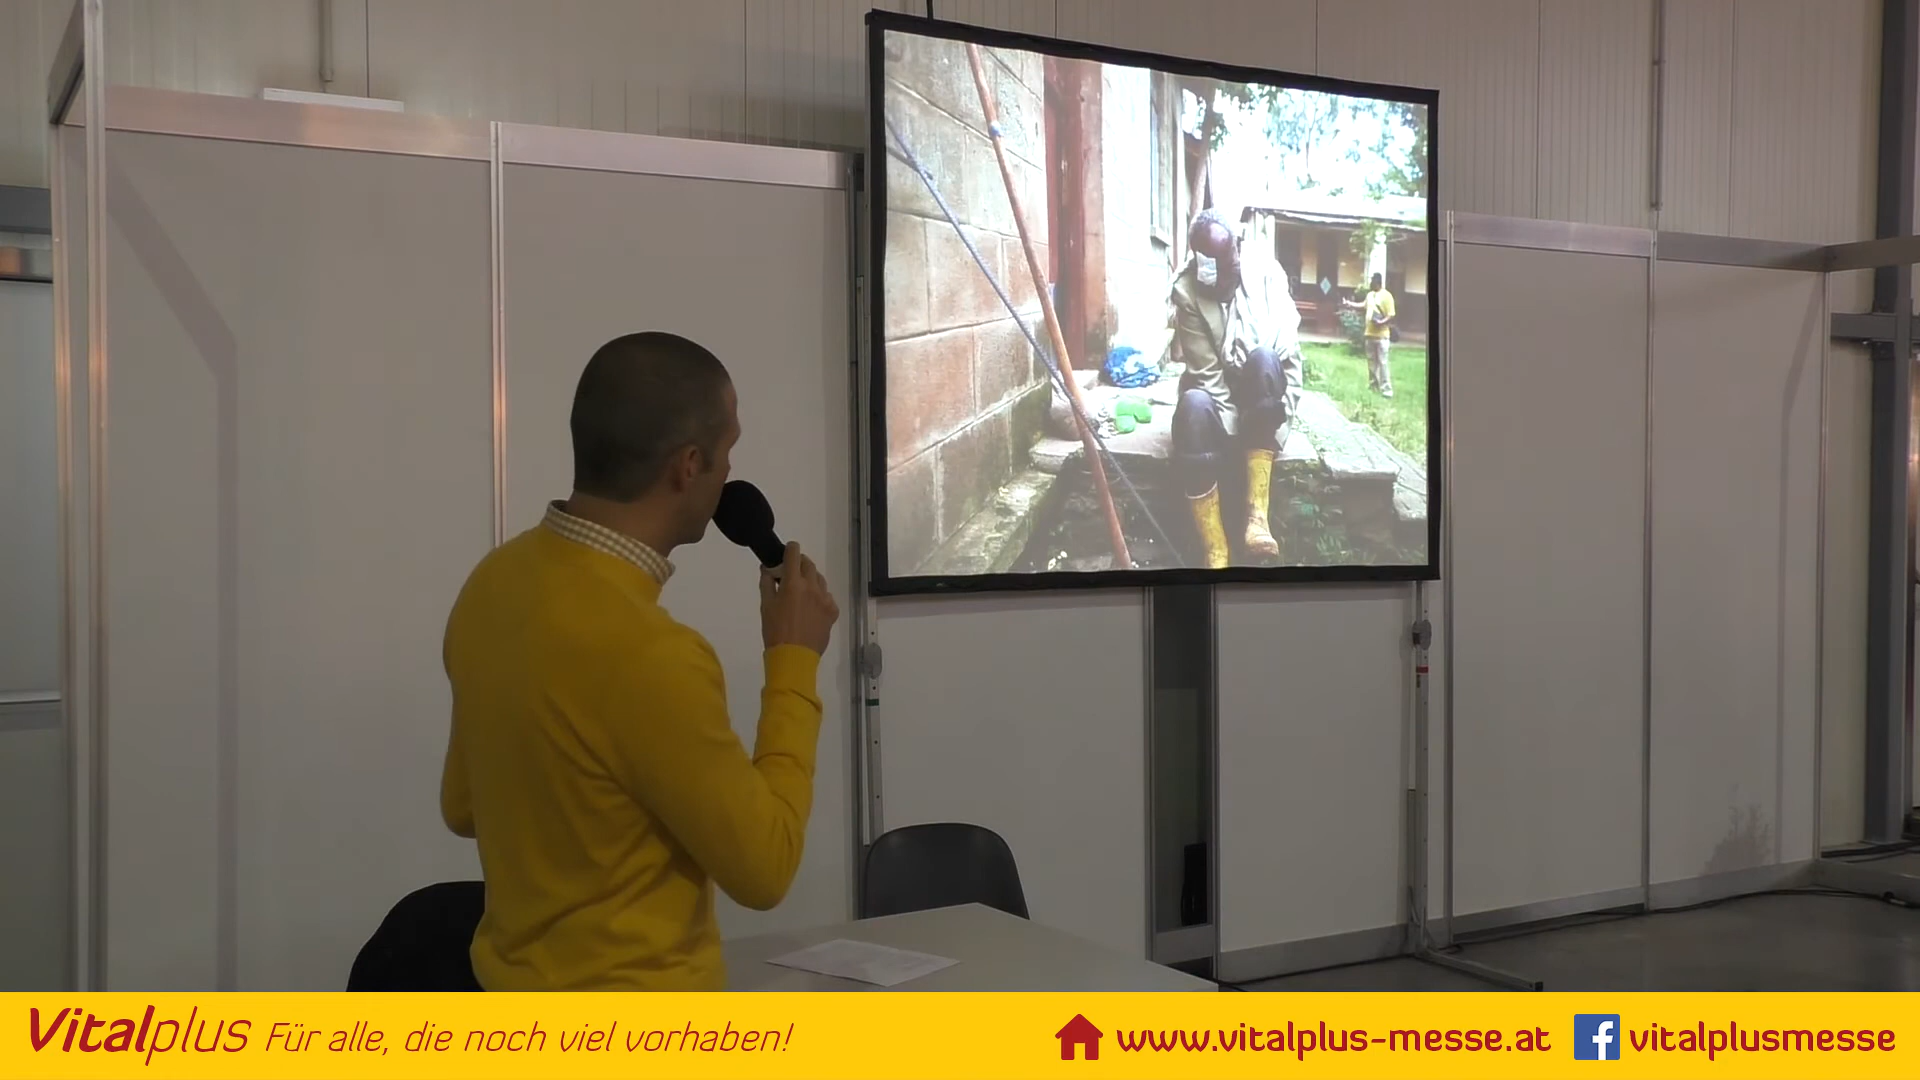 Vitalplus Für alle, die noch viel vorhaben!
www.vitalplus-messe.at
vitalplusmesse